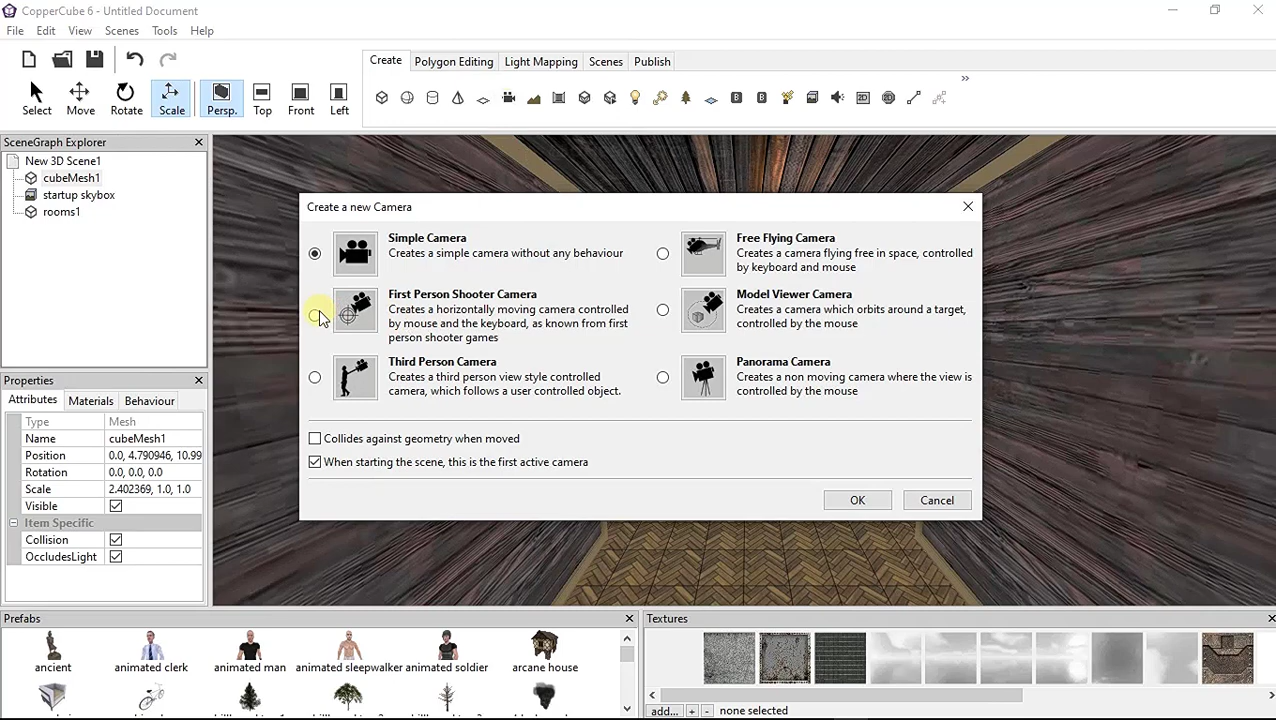 CopperCube 6 - Untitled Document
File Edit View Scenes Tools Help
Create Polygon Editing Light Mapping Scenes Publish
Select Move Rotate Scale Persp. Top Front Left
SceneGraph Explorer
New 3D Scene1
cubeMesh1
startup skybox
rooms1
Create a new Camera
Simple Camera
Creates a simple camera without any behaviour
Free Flying Camera
Creates a camera flying free in space, controlled
by keyboard and mouse
First Person Shooter Camera
Creates a horizontally moving camera controlled
by mouse and the keyboard, as known from first
person shooter games
Model Viewer Camera
Creates a camera which orbits around a target,
controlled by the mouse
Third Person Camera
Creates a third person view style controlled
camera, which follows a user controlled object.
Panorama Camera
Creates a non moving camera where the view is
controlled by the mouse
Collides against geometry when moved
When starting the scene, this is the first active camera
OK Cancel
Properties
Attributes Materials Behaviour
Type Mesh
Name cubeMesh1
Position 0.0, 4.790946, 10.99
Rotation 0.0, 0.0, 0.0
Scale 2.402369, 1.0, 1.0
Visible
Item Specific
Collision
OccludesLight
Prefabs
ancient animated clerk animated man animated sleepwalker animated soldier arcane house
Textures
add... + - none selected